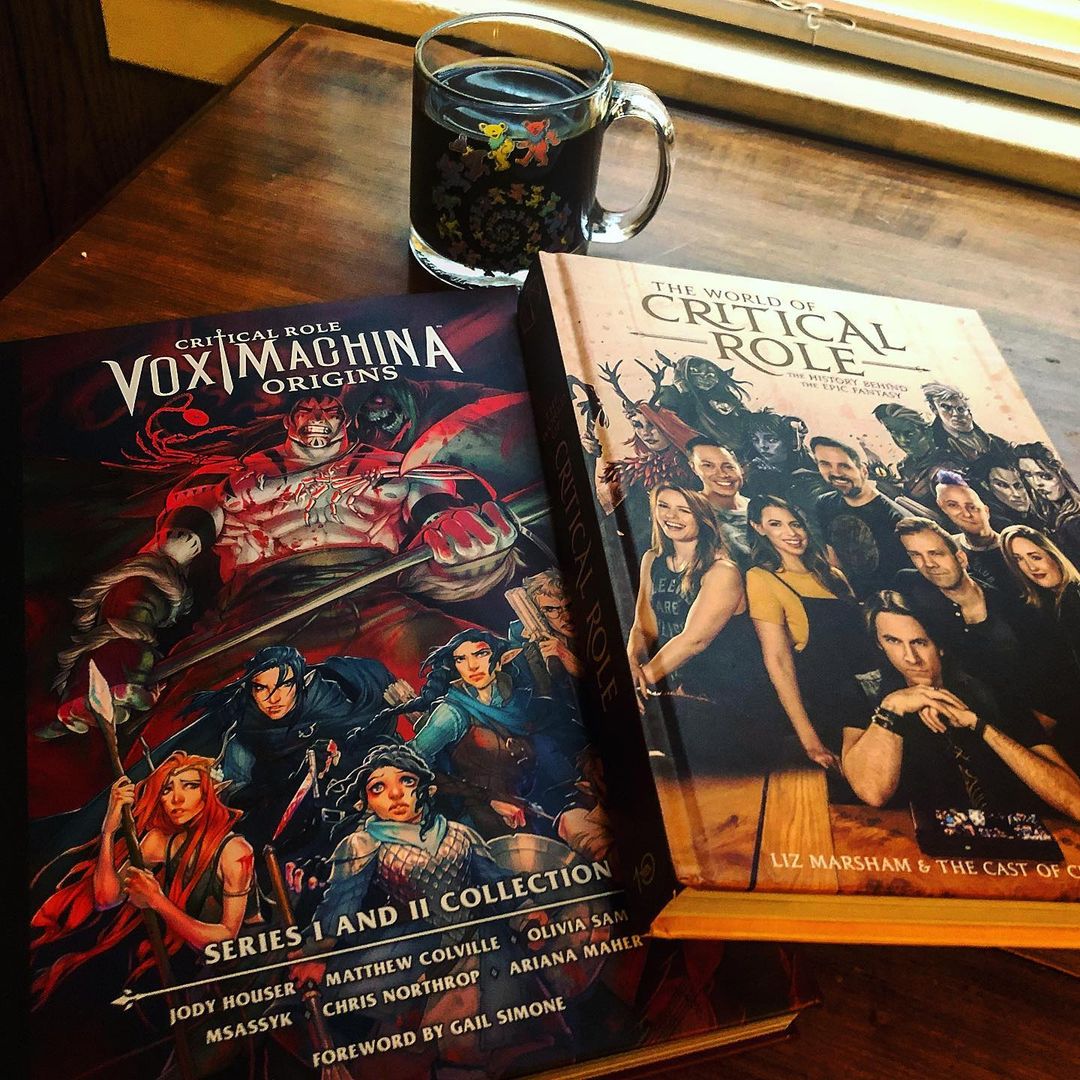 CRITICAL ROLE
VOX MACHINA™
ORIGINS
SERIES I AND II COLLECTION
JODY HOUSER MATTHEW COLVILLE OLIVIA SAM
MSASSYK CHRIS NORTHROP ARIANA MAHER
FOREWORD BY GAIL SIMONE
CRITICAL ROLE
THE WORLD OF
CRITICAL
ROLE
THE HISTORY BEHIND
THE EPIC FANTASY
LIZ MARSHAM & THE CAST OF